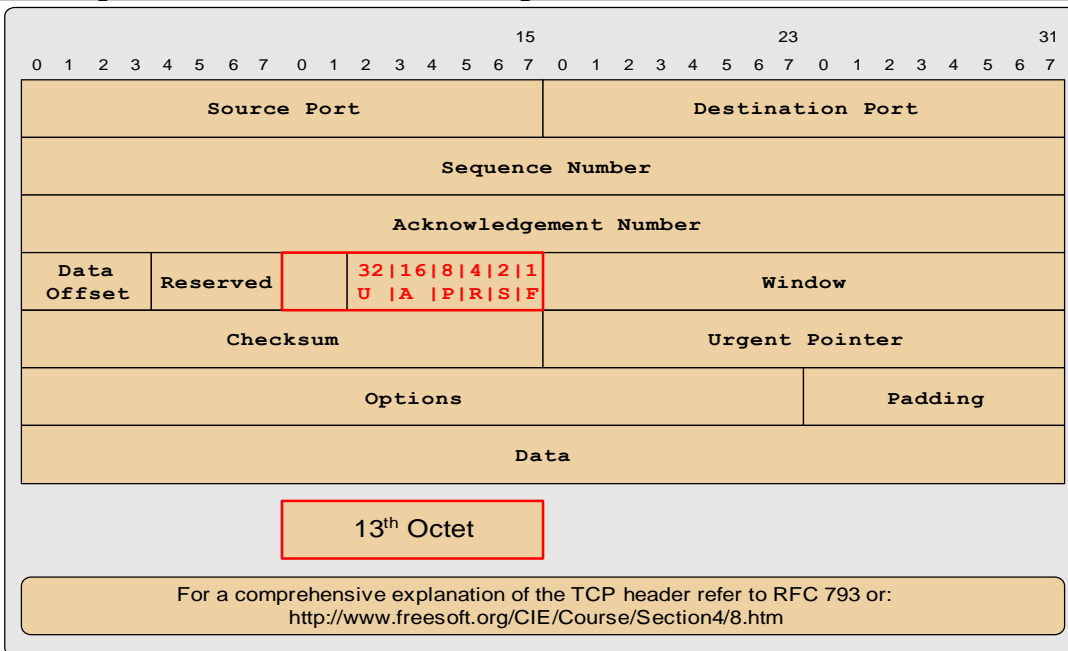 15 23 31
0 1 2 3 4 5 6 7 0 1 2 3 4 5 6 7 0 1 2 3 4 5 6 7 0 1 2 3 4 5 6 7
Source Port Destination Port
Sequence Number
Acknowledgement Number
Data Offset Reserved 32|16|8|4|2|1 Window
U |A |P|R|S|F
Checksum Urgent Pointer
Options Padding
Data
13th Octet
For a comprehensive explanation of the TCP header refer to RFC 793 or:
http://www.freesoft.org/CIE/Course/Section4/8.htm